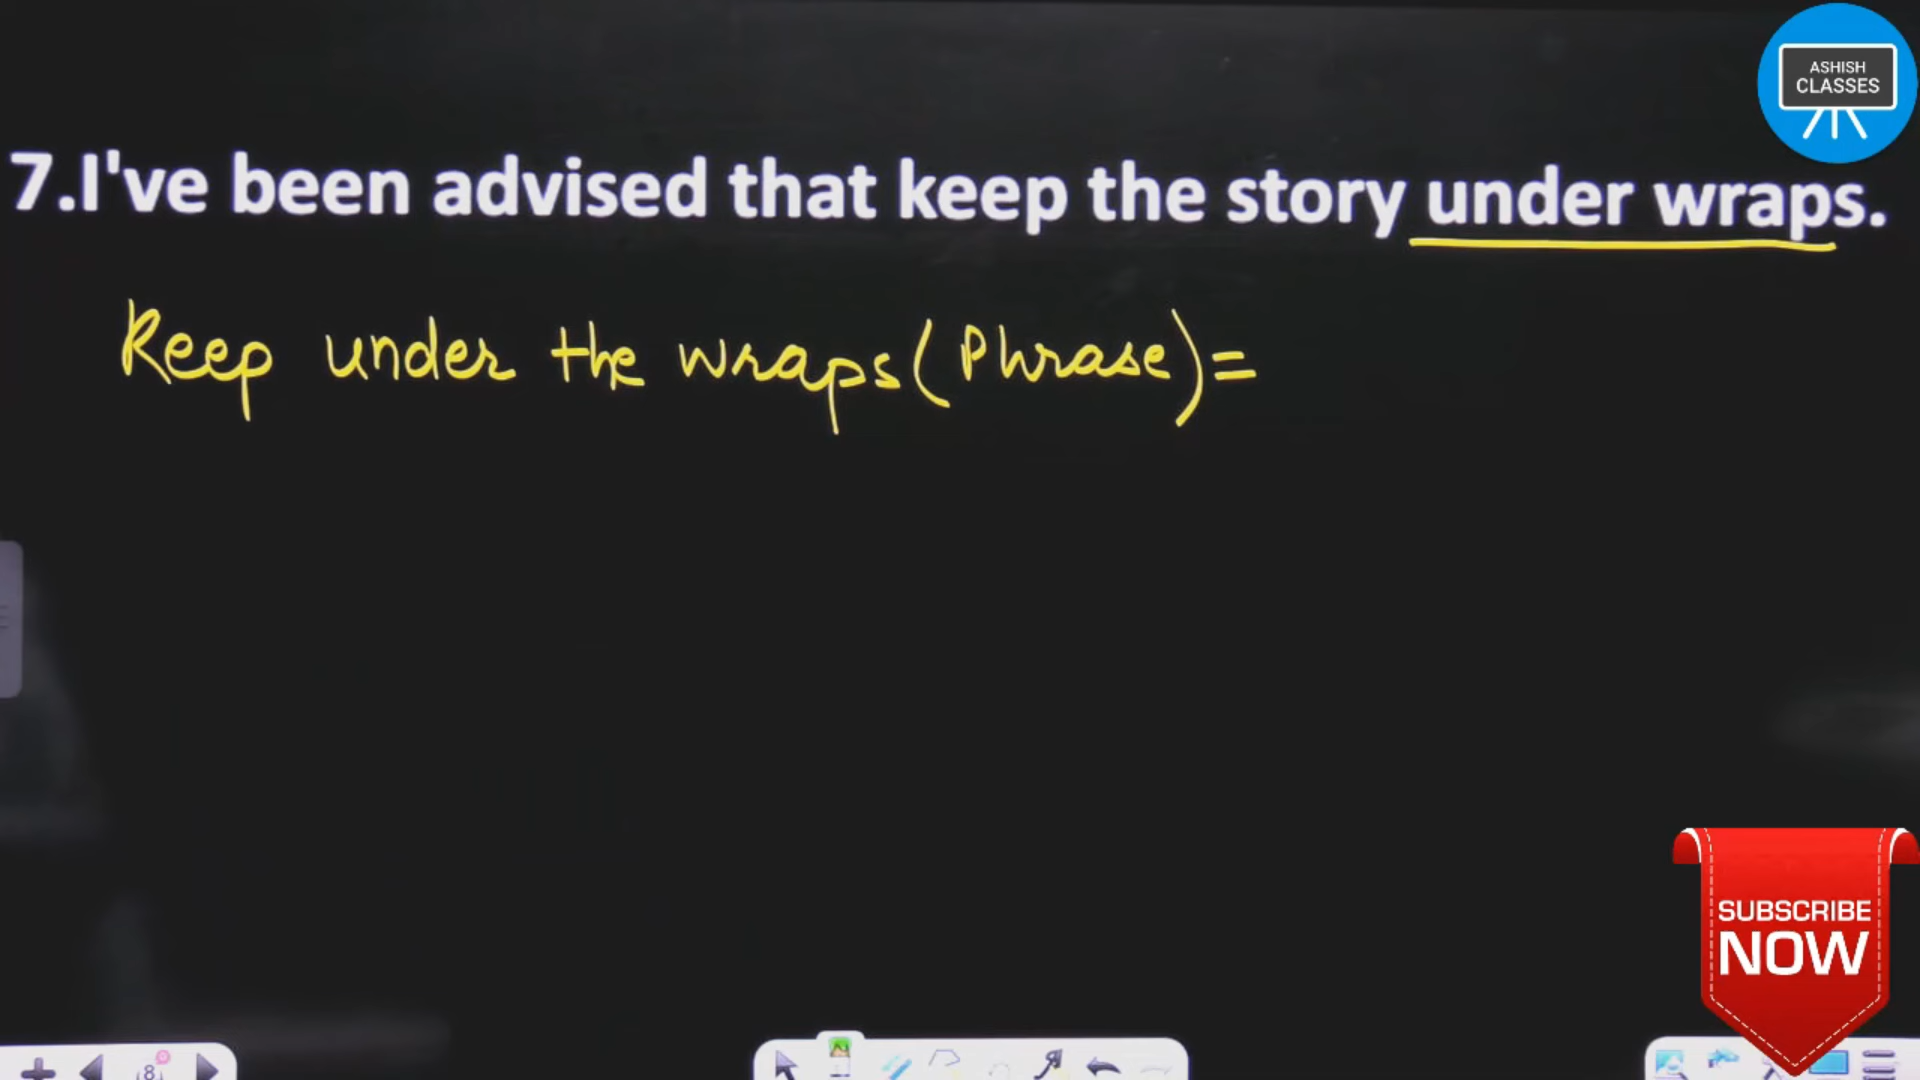 ASHISH
CLASSES
7.I've been advised that keep the story under wraps.
Keep under the wraps(Phrase)=
SUBSCRIBE
NOW
8